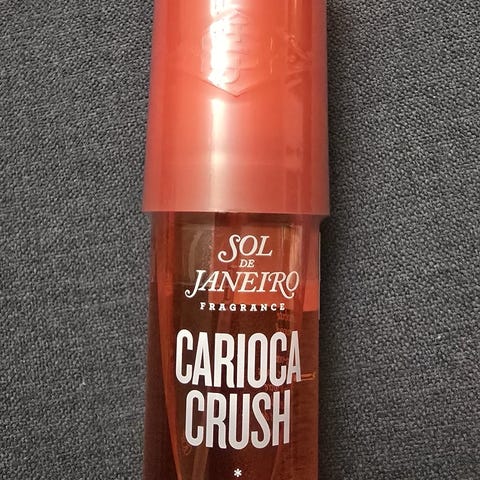 SOL
DE
JANEIRO
FRAGRANCE
CARIOCA
CRUSH
*